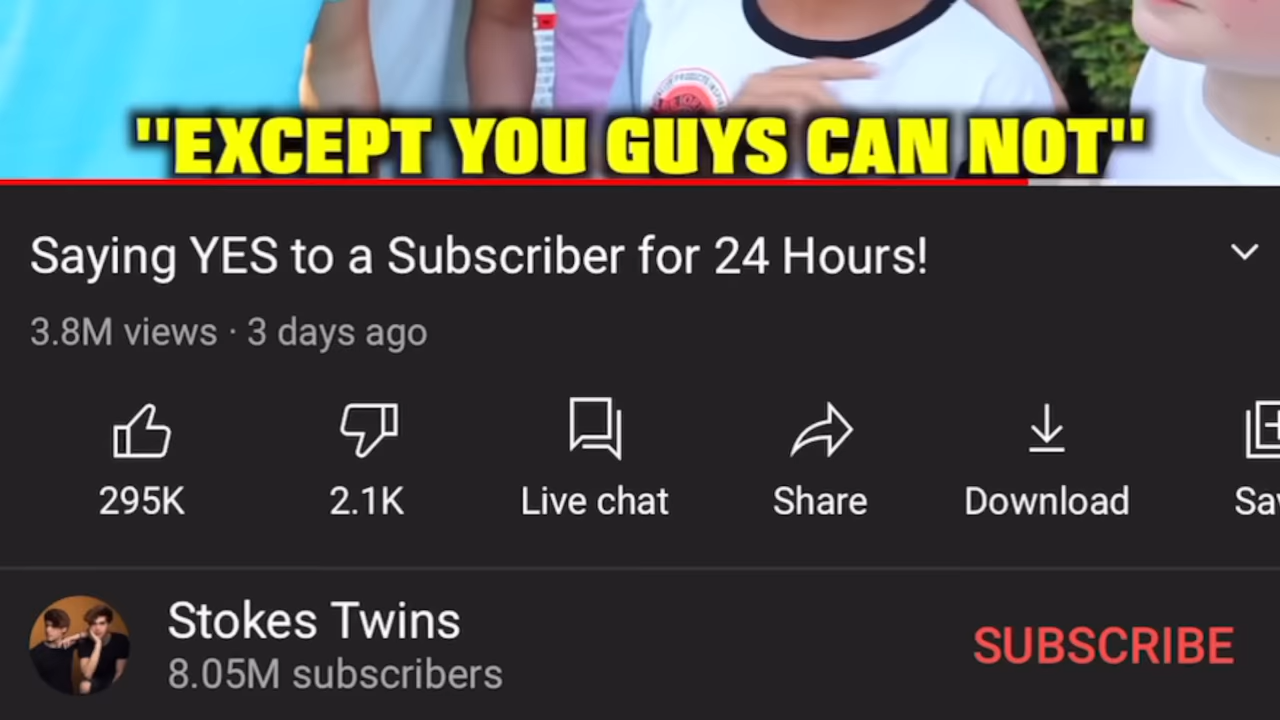 "EXCEPT YOU GUYS CAN NOT"
Saying YES to a Subscriber for 24 Hours!
3.8M views · 3 days ago
295K 2.1K Live chat Share Download Sav
Stokes Twins
8.05M subscribers
SUBSCRIBE